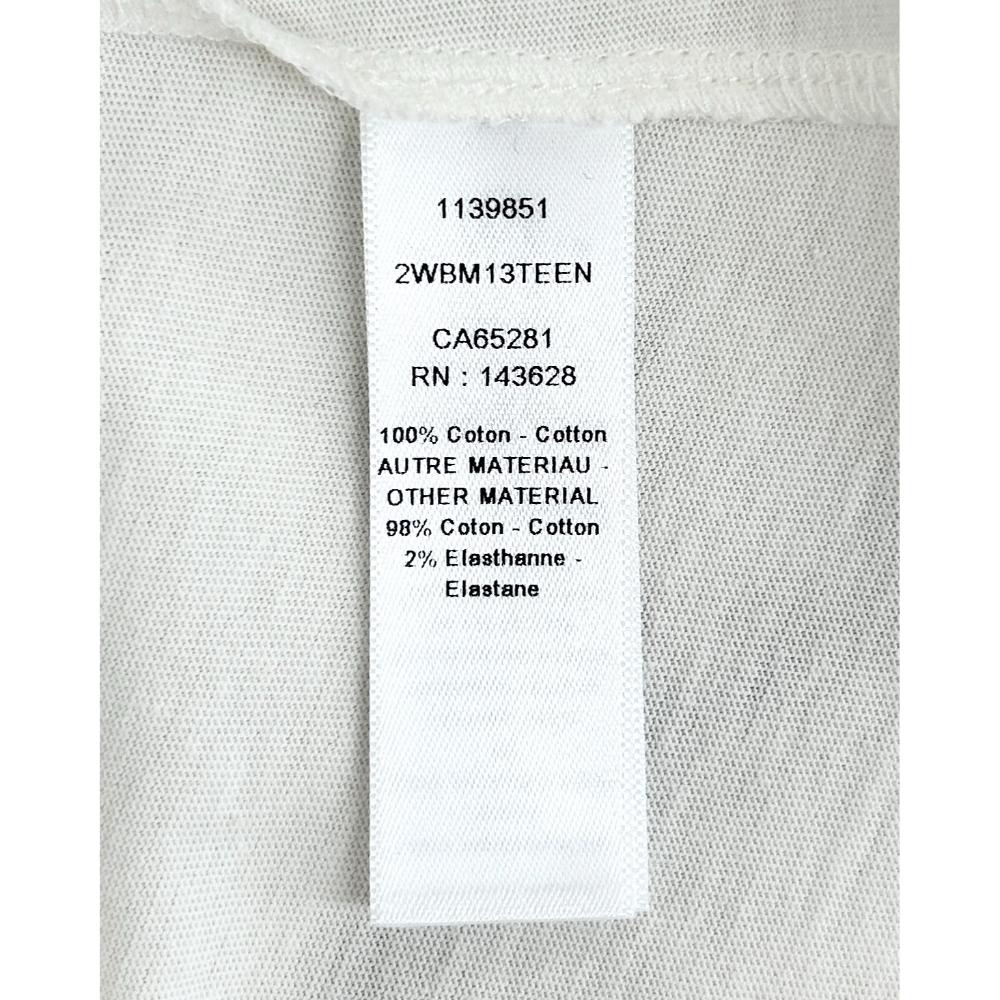 1139851
2WBM13TEEN
CA65281
RN : 143628
100% Coton - Cotton
AUTRE MATERIAU -
OTHER MATERIAL
98% Coton - Cotton
2% Elasthanne -
Elastane